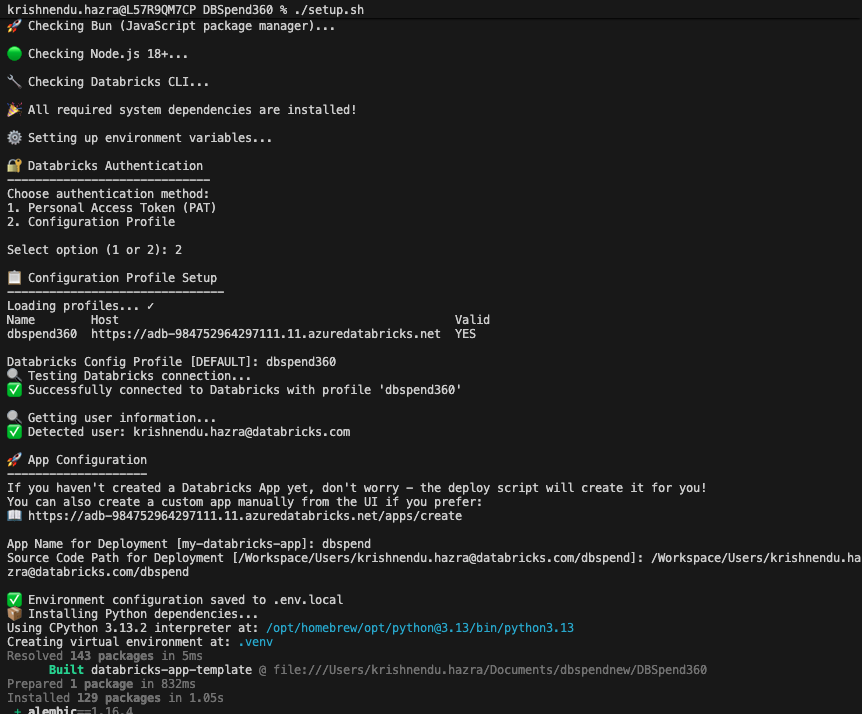 krishnendu.hazra@L57R9QM7CP DBSpend360 % ./setup.sh
🚀 Checking Bun (JavaScript package manager)...
🟢 Checking Node.js 18+...
🔧 Checking Databricks CLI...
🎉 All required system dependencies are installed!
⚙️ Setting up environment variables...
🔐 Databricks Authentication
-----------------------------
Choose authentication method:
1. Personal Access Token (PAT)
2. Configuration Profile
Select option (1 or 2): 2
📋 Configuration Profile Setup
-------------------------------
Loading profiles... ✓
Name        Host                                                Valid
dbspend360  https://adb-984752964297111.11.azuredatabricks.net  YES
Databricks Config Profile [DEFAULT]: dbspend360
🔍 Testing Databricks connection...
✅ Successfully connected to Databricks with profile 'dbspend360'
🔍 Getting user information...
✅ Detected user: krishnendu.hazra@databricks.com
🚀 App Configuration
--------------------
If you haven't created a Databricks App yet, don't worry - the deploy script will create it for you!
You can also create a custom app manually from the UI if you prefer:
📖 https://adb-984752964297111.11.azuredatabricks.net/apps/create
App Name for Deployment [my-databricks-app]: dbspend
Source Code Path for Deployment [/Workspace/Users/krishnendu.hazra@databricks.com/dbspend]: /Workspace/Users/krishnendu.ha
zra@databricks.com/dbspend
✅ Environment configuration saved to .env.local
📦 Installing Python dependencies...
Using CPython 3.13.2 interpreter at: /opt/homebrew/opt/python@3.13/bin/python3.13
Creating virtual environment at: .venv
Resolved 143 packages in 5ms
Built databricks-app-template @ file:///Users/krishnendu.hazra/Documents/dbspendnew/DBSpend360
Prepared 1 package in 832ms
Installed 129 packages in 1.05s
+ alembic==1.16.4